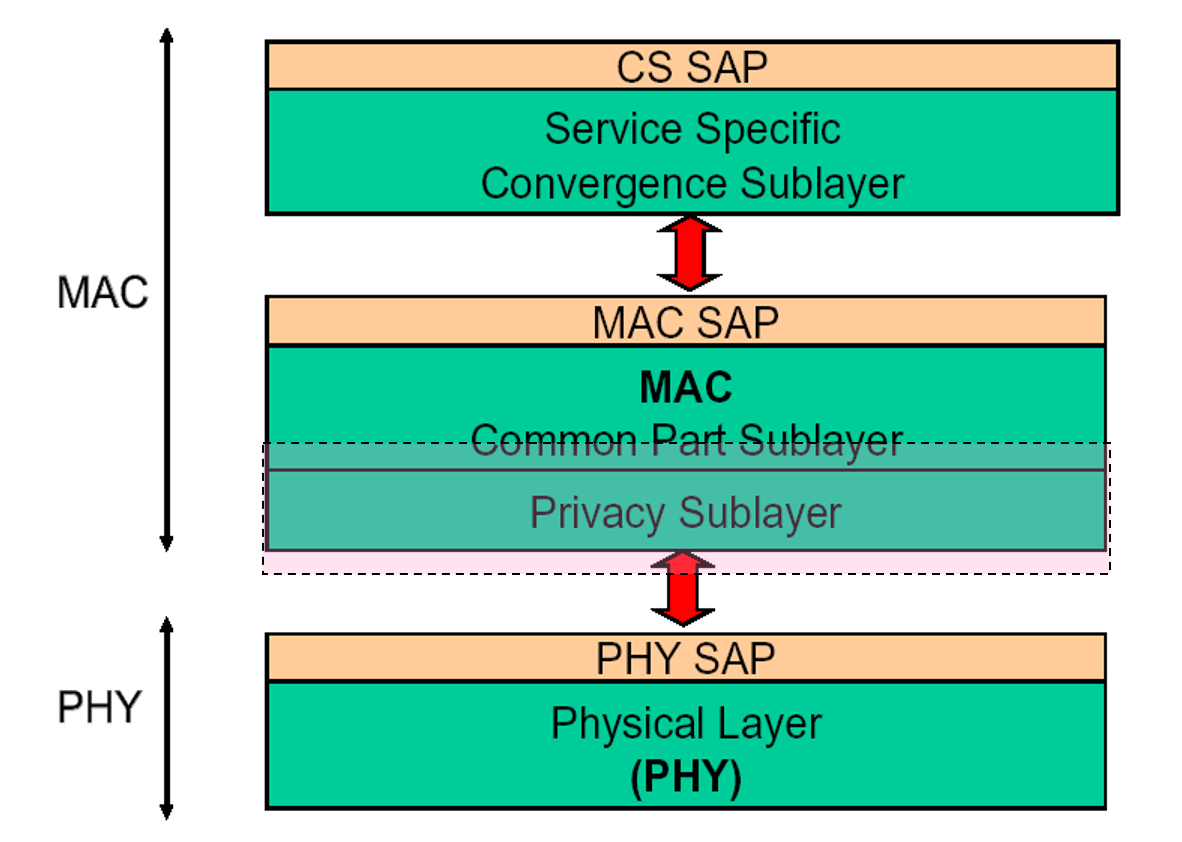 CS SAP
Service Specific
Convergence Sublayer
MAC
MAC SAP
MAC
Common Part Sublayer
Privacy Sublayer
PHY SAP
PHY
Physical Layer
(PHY)